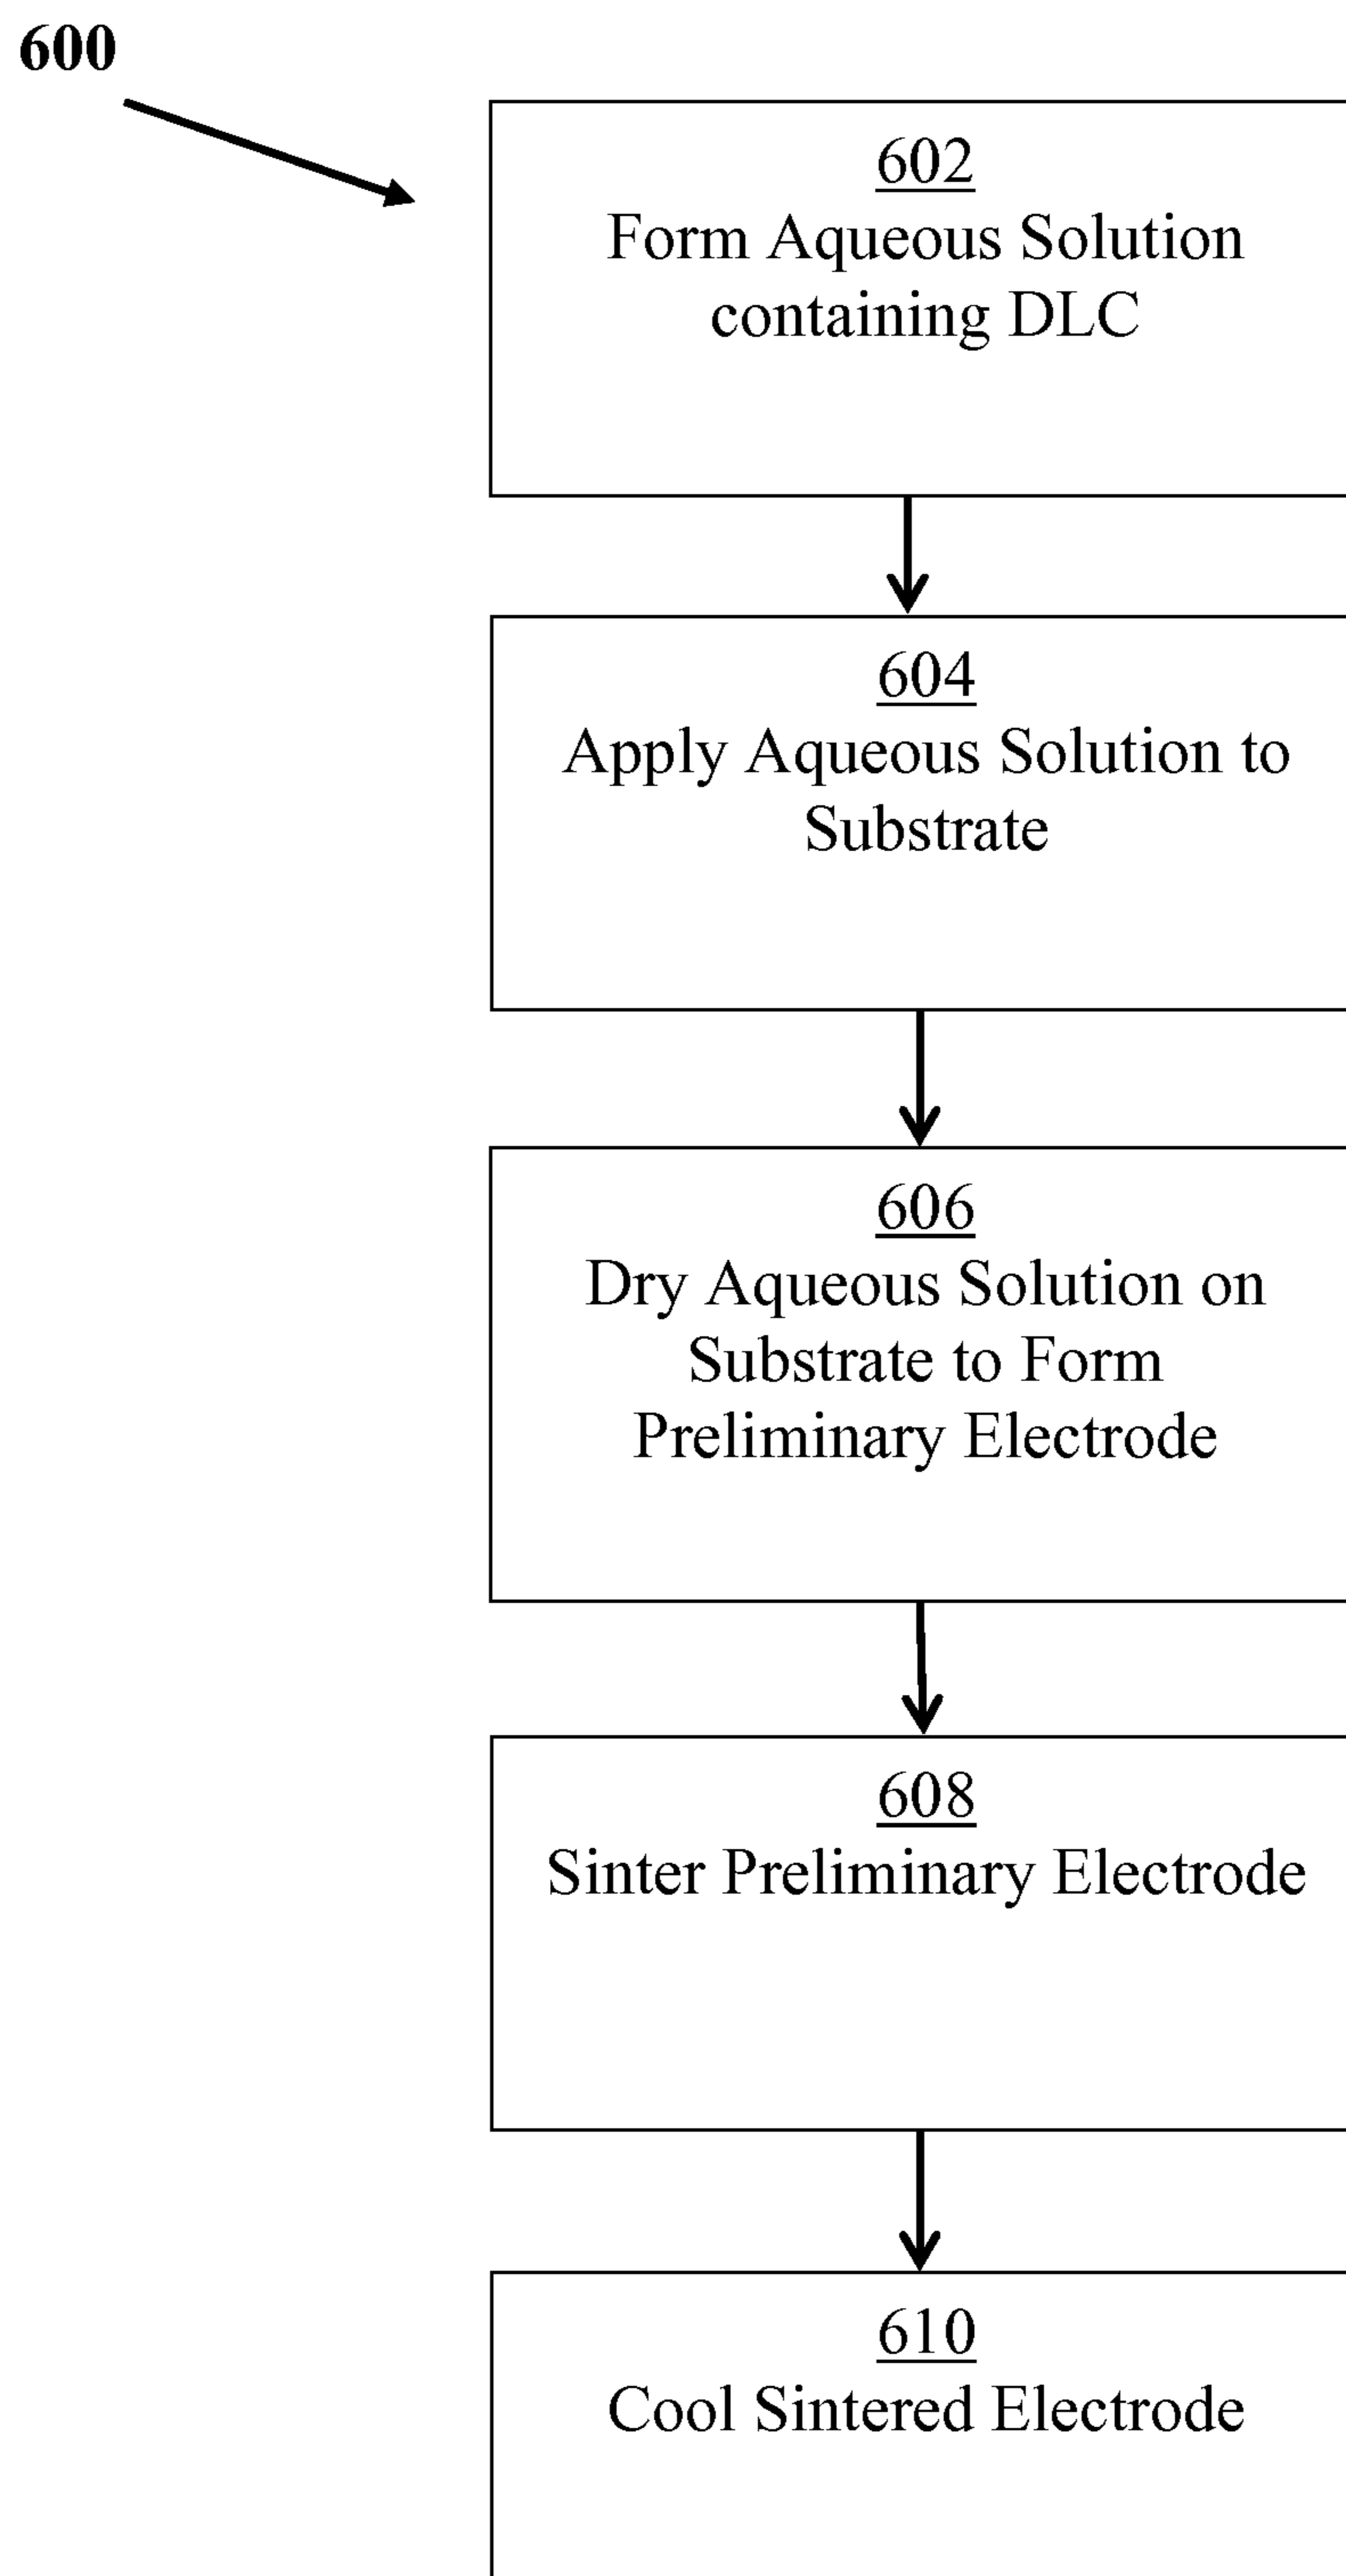 600
602
Form Aqueous Solution
containing DLC
604
Apply Aqueous Solution to
Substrate
606
Dry Aqueous Solution on
Substrate to Form
Preliminary Electrode
608
Sinter Preliminary Electrode
610
Cool Sintered Electrode